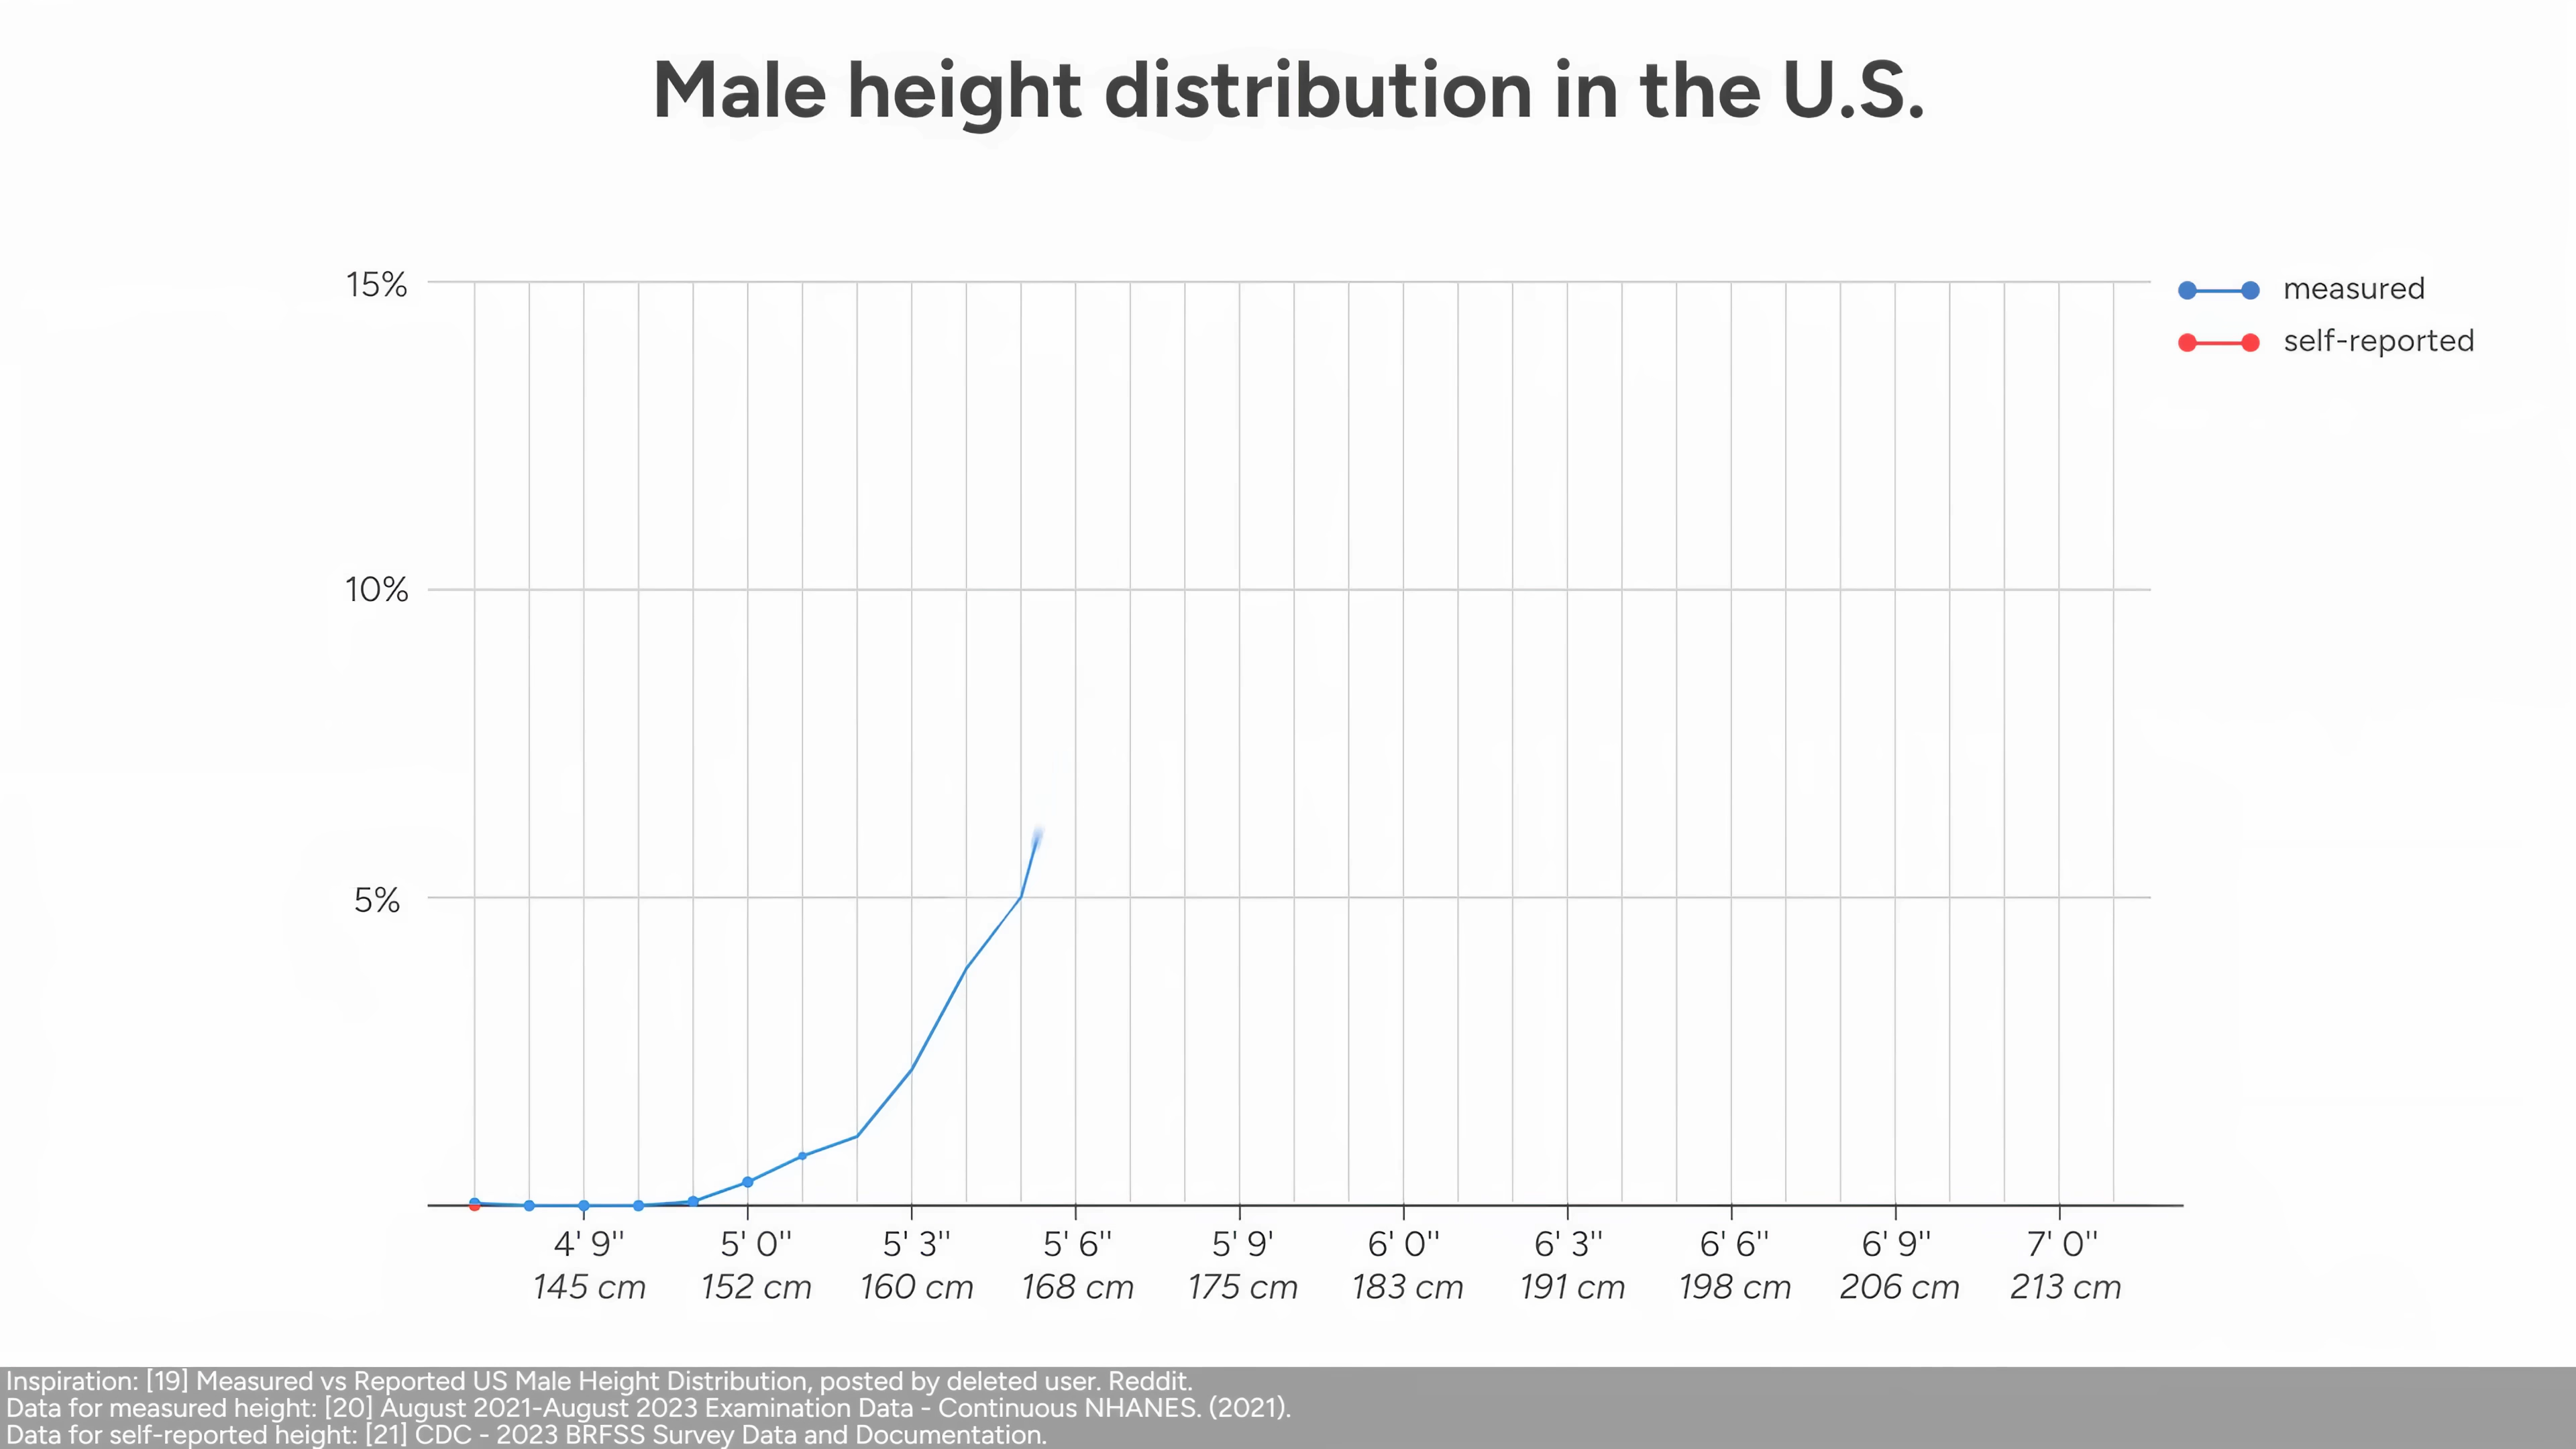 Male height distribution in the U.S.
15%
measured
self-reported
10%
5%
4' 9" 5' 0" 5' 3" 5' 6" 5' 9' 6' 0" 6' 3" 6' 6" 6' 9" 7' 0"
145 cm 152 cm 160 cm 168 cm 175 cm 183 cm 191 cm 198 cm 206 cm 213 cm
Inspiration: [19] Measured vs Reported US Male Height Distribution, posted by deleted user. Reddit.
Data for measured height: [20] August 2021-August 2023 Examination Data - Continuous NHANES. (2021).
Data for self-reported height: [21] CDC - 2023 BRFSS Survey Data and Documentation.